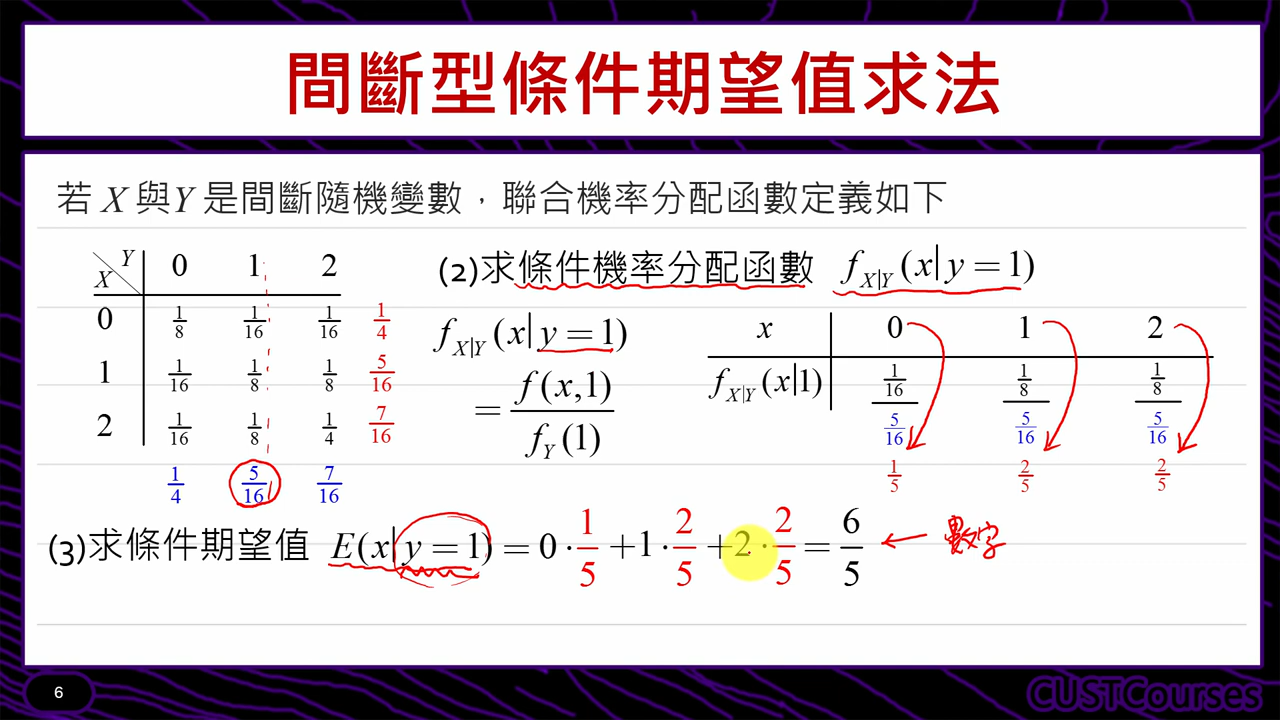 間斷型條件期望值求法
若 X 與Y 是間斷隨機變數，聯合機率分配函數定義如下
Y 0 1 2
X
0 1/8 1/16 1/16 1/4
1 1/16 1/8 1/8 5/16
2 1/16 1/8 1/4 7/16
1/4 5/16 7/16
(2)求條件機率分配函數 f_{X|Y}(x|y=1)
f_{X|Y}(x|y=1)
= f(x,1)/f_Y(1)
x 0 1 2
f_{X|Y}(x|1) 1/16 1/8 1/8
5/16 5/16 5/16
1/5 2/5 2/5
(3)求條件期望值 E(x|y=1)=0·1/5+1·2/5+2·2/5=6/5 ← 數字
6
CUSTCourses